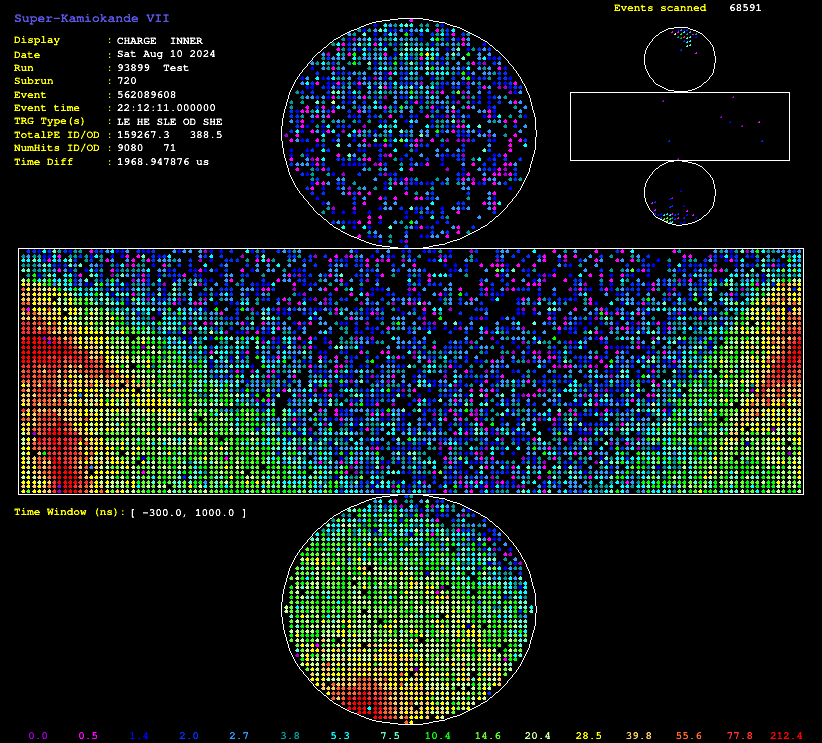 Super-Kamiokande VII
Events scanned 68591
Display : CHARGE INNER
Date : Sat Aug 10 2024
Run : 93899 Test
Subrun : 720
Event : 562089608
Event time : 22:12:11.000000
TRG Type(s) : LE HE SLE OD SHE
TotalPE ID/OD : 159267.3 388.5
NumHits ID/OD : 9080 71
Time Diff : 1968.947876 us
Time Window (ns): [ -300.0, 1000.0 ]
0.0 0.5 1.4 2.0 2.7 3.8 5.3 7.5 10.4 14.6 20.4 28.5 39.8 55.6 77.8 212.4